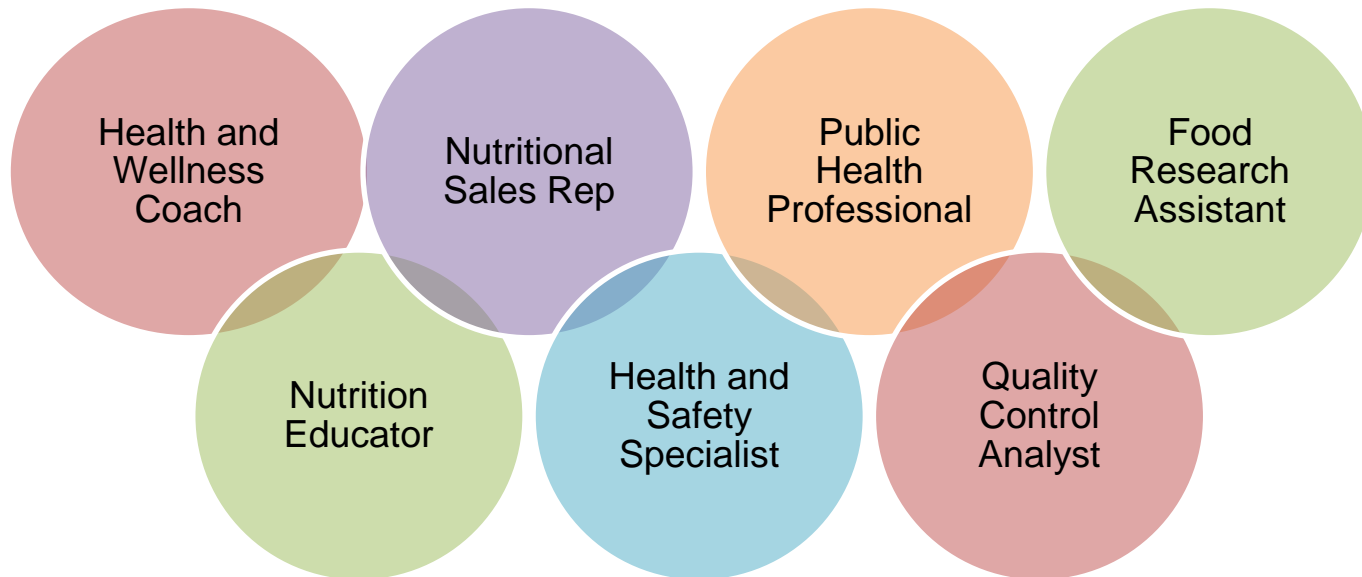 Health and
Wellness
Coach
Nutritional
Sales Rep
Public
Health
Professional
Food
Research
Assistant
Nutrition
Educator
Health and
Safety
Specialist
Quality
Control
Analyst